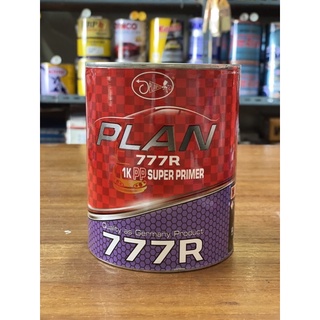 PLAN
777R
1K PP SUPER PRIMER
Quality as Germany Product
777R